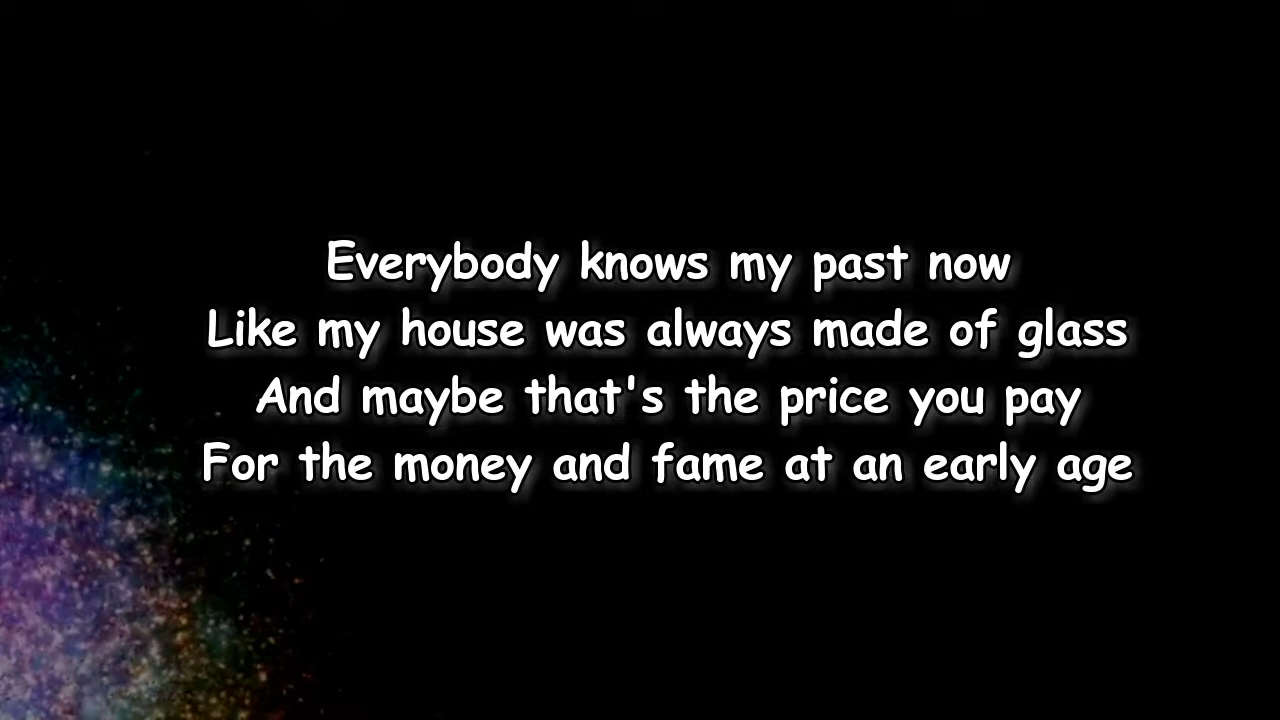 Everybody knows my past now
Like my house was always made of glass
And maybe that's the price you pay
For the money and fame at an early age